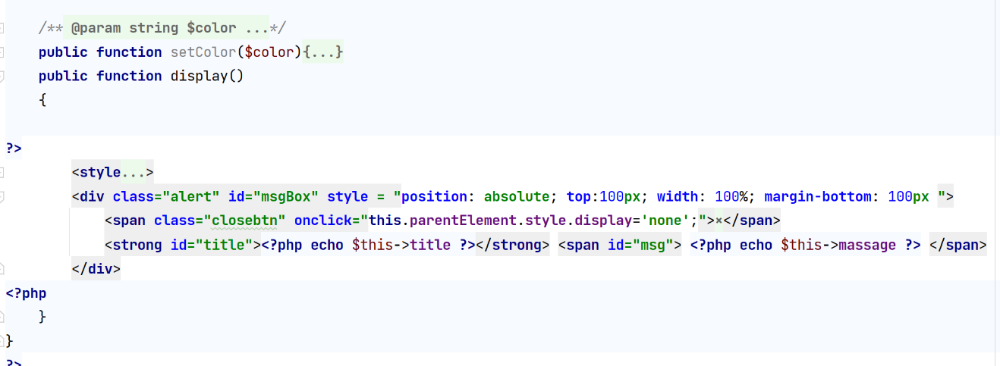 /** @param string $color ...*/
public function setColor($color){...}
public function display()
{
?>
<style...>
<div class="alert" id="msgBox" style = "position: absolute; top:100px; width: 100%; margin-bottom: 100px ">
<span class="closebtn" onclick="this.parentElement.style.display='none';">×</span>
<strong id="title"><?php echo $this->title ?></strong> <span id="msg"> <?php echo $this->massage ?> </span>
</div>
<?php
}
}
?>